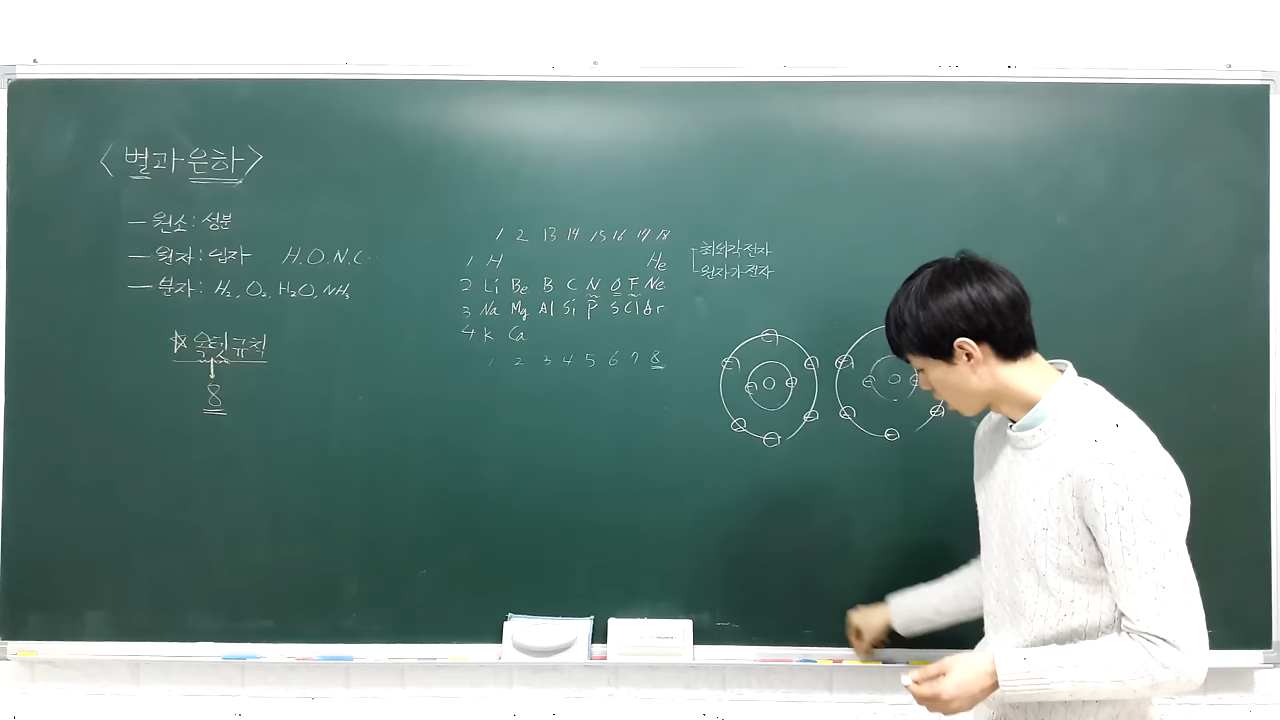 <별과 은하>
— 원소 : 성분
— 원자 : 입자 H. O. N. C …
— 분자 : H₂, O₂, H₂O, NH₃
☆ 옥텟 규칙
8
1 2 13 14 15 16 17 18
1 H He
2 Li Be B C N O F Ne
3 Na Mg Al Si P S Cl Ar
4 K Ca
1 2 3 4 5 6 7 8
최외각 전자
원자가 전자
O O